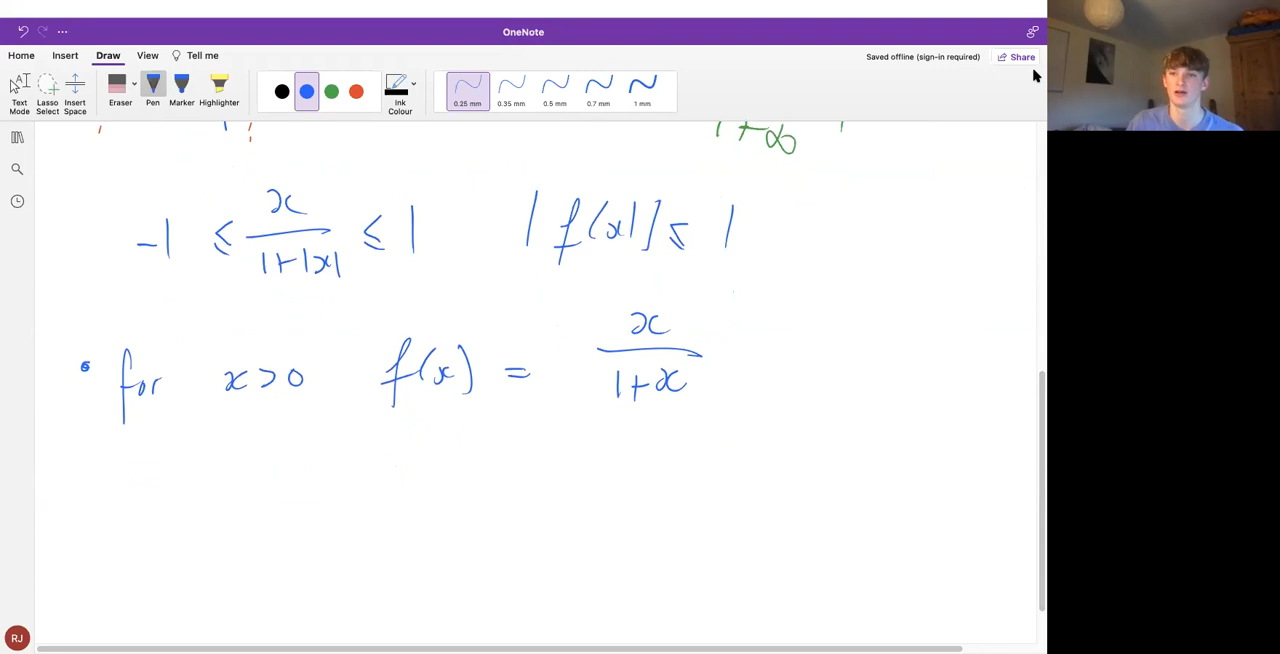 OneNote
Home Insert Draw View Tell me
Saved offline (sign-in required) Share
Text Mode Lasso Select Insert Space Eraser Pen Marker Highlighter Ink Colour 0.25 mm 0.35 mm 0.5 mm 0.7 mm 1 mm
1 + ∞
-1 ≤ x/(1+|x|) ≤ 1 |f(x)| ≤ 1
• for x > 0 f(x) = x/(1+x)
RJ